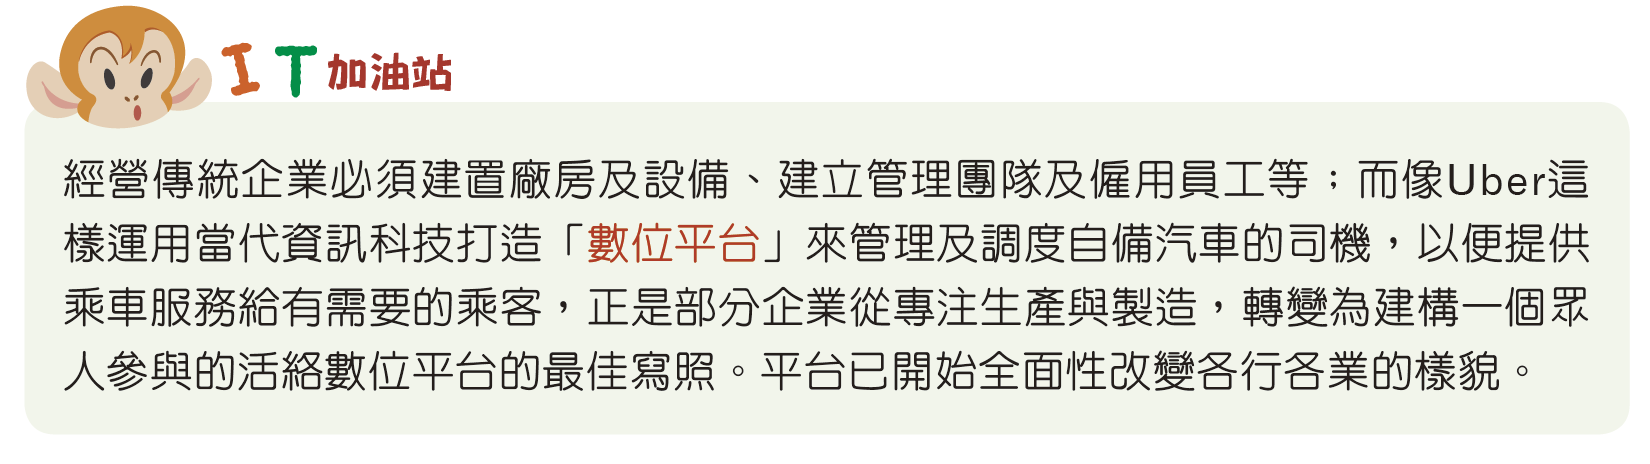 IT加油站
經營傳統企業必須建置廠房及設備、建立管理團隊及僱用員工等；而像Uber這
樣運用當代資訊科技打造「數位平台」來管理及調度自備汽車的司機，以便提供
乘車服務給有需要的乘客，正是部分企業從專注生產與製造，轉變為建構一個眾
人參與的活絡數位平台的最佳寫照。平台已開始全面性改變各行各業的樣貌。